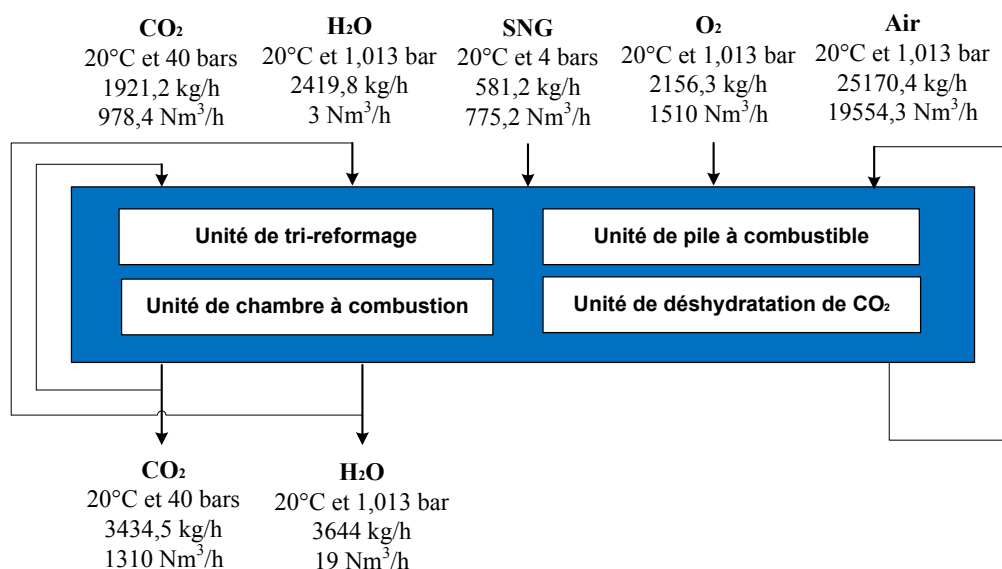 CO₂
20°C et 40 bars
1921,2 kg/h
978,4 Nm³/h
H₂O
20°C et 1,013 bar
2419,8 kg/h
3 Nm³/h
SNG
20°C et 4 bars
581,2 kg/h
775,2 Nm³/h
O₂
20°C et 1,013 bar
2156,3 kg/h
1510 Nm³/h
Air
20°C et 1,013 bar
25170,4 kg/h
19554,3 Nm³/h
Unité de tri-reformage
Unité de pile à combustible
Unité de chambre à combustion
Unité de déshydratation de CO₂
CO₂
20°C et 40 bars
3434,5 kg/h
1310 Nm³/h
H₂O
20°C et 1,013 bar
3644 kg/h
19 Nm³/h